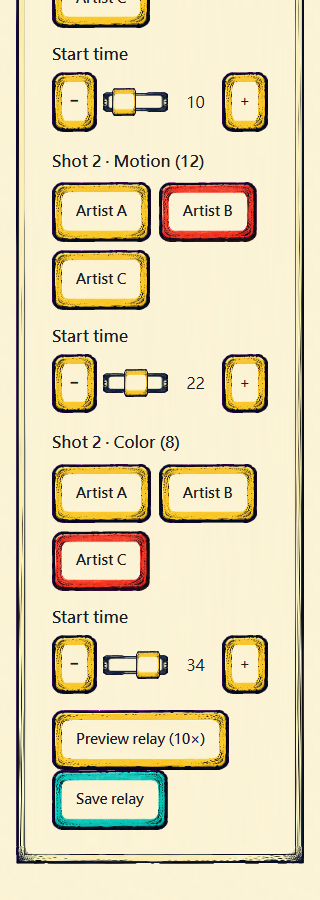 Artist C
Start time
− 10 +
Shot 2 · Motion (12)
Artist A Artist B
Artist C
Start time
− 22 +
Shot 2 · Color (8)
Artist A Artist B
Artist C
Start time
− 34 +
Preview relay (10×)
Save relay